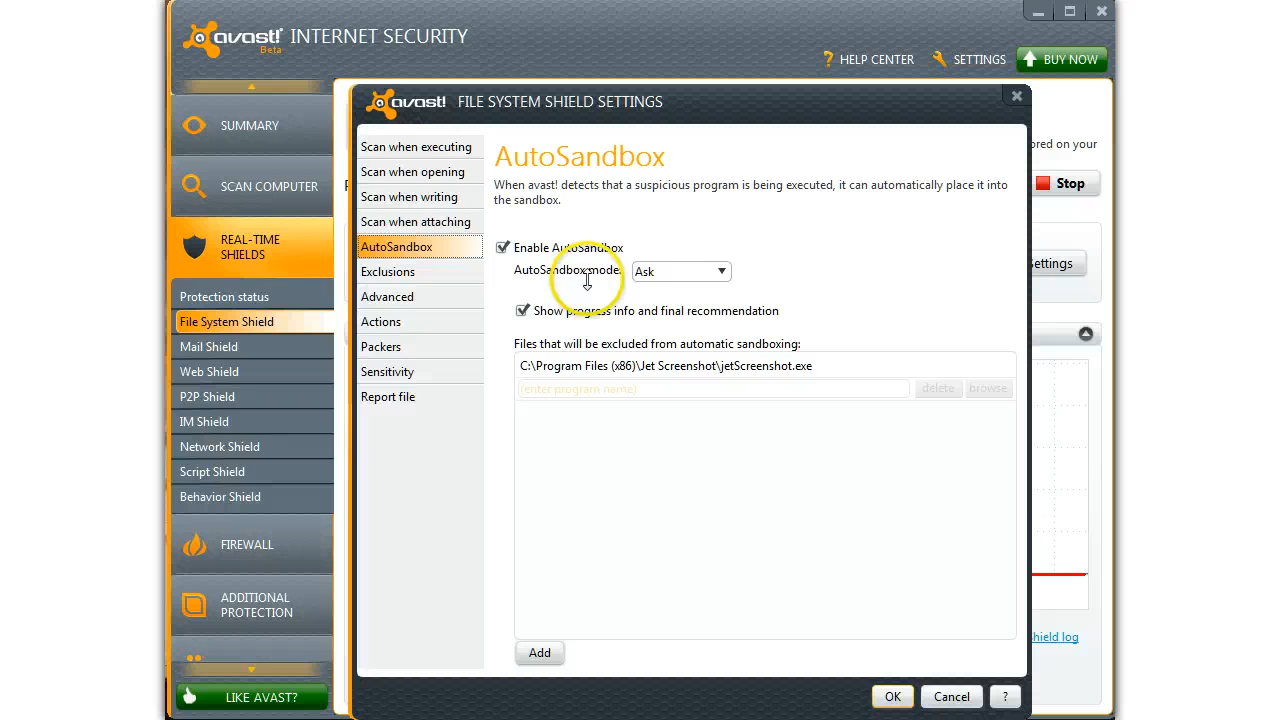 avast! INTERNET SECURITY
Beta
? HELP CENTER
SETTINGS
BUY NOW
SUMMARY
SCAN COMPUTER
REAL-TIME
SHIELDS
Protection status
File System Shield
Mail Shield
Web Shield
P2P Shield
IM Shield
Network Shield
Script Shield
Behavior Shield
FIREWALL
ADDITIONAL
PROTECTION
LIKE AVAST?
avast! FILE SYSTEM SHIELD SETTINGS
Scan when executing
Scan when opening
Scan when writing
Scan when attaching
AutoSandbox
Exclusions
Advanced
Actions
Packers
Sensitivity
Report file
AutoSandbox
When avast! detects that a suspicious program is being executed, it can automatically place it into
the sandbox.
Enable AutoSandbox
AutoSandbox mode: Ask
Show progress info and final recommendation
Files that will be excluded from automatic sandboxing:
C:\Program Files (x86)\Jet Screenshot\jetScreenshot.exe
(enter program name) delete browse
Add
OK Cancel ?
on your
Stop